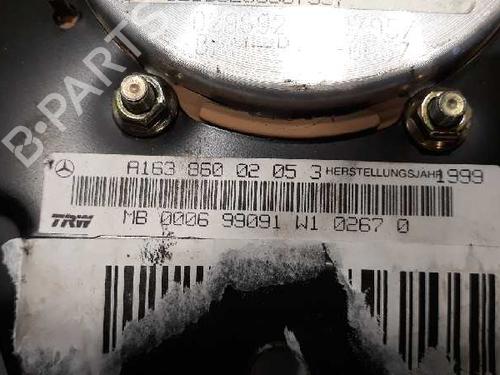 B-PARTS
A163 860 02 05 3 HERSTELLUNGSJAHR 1999
TRW MB 0006 99091 W1 0267 0